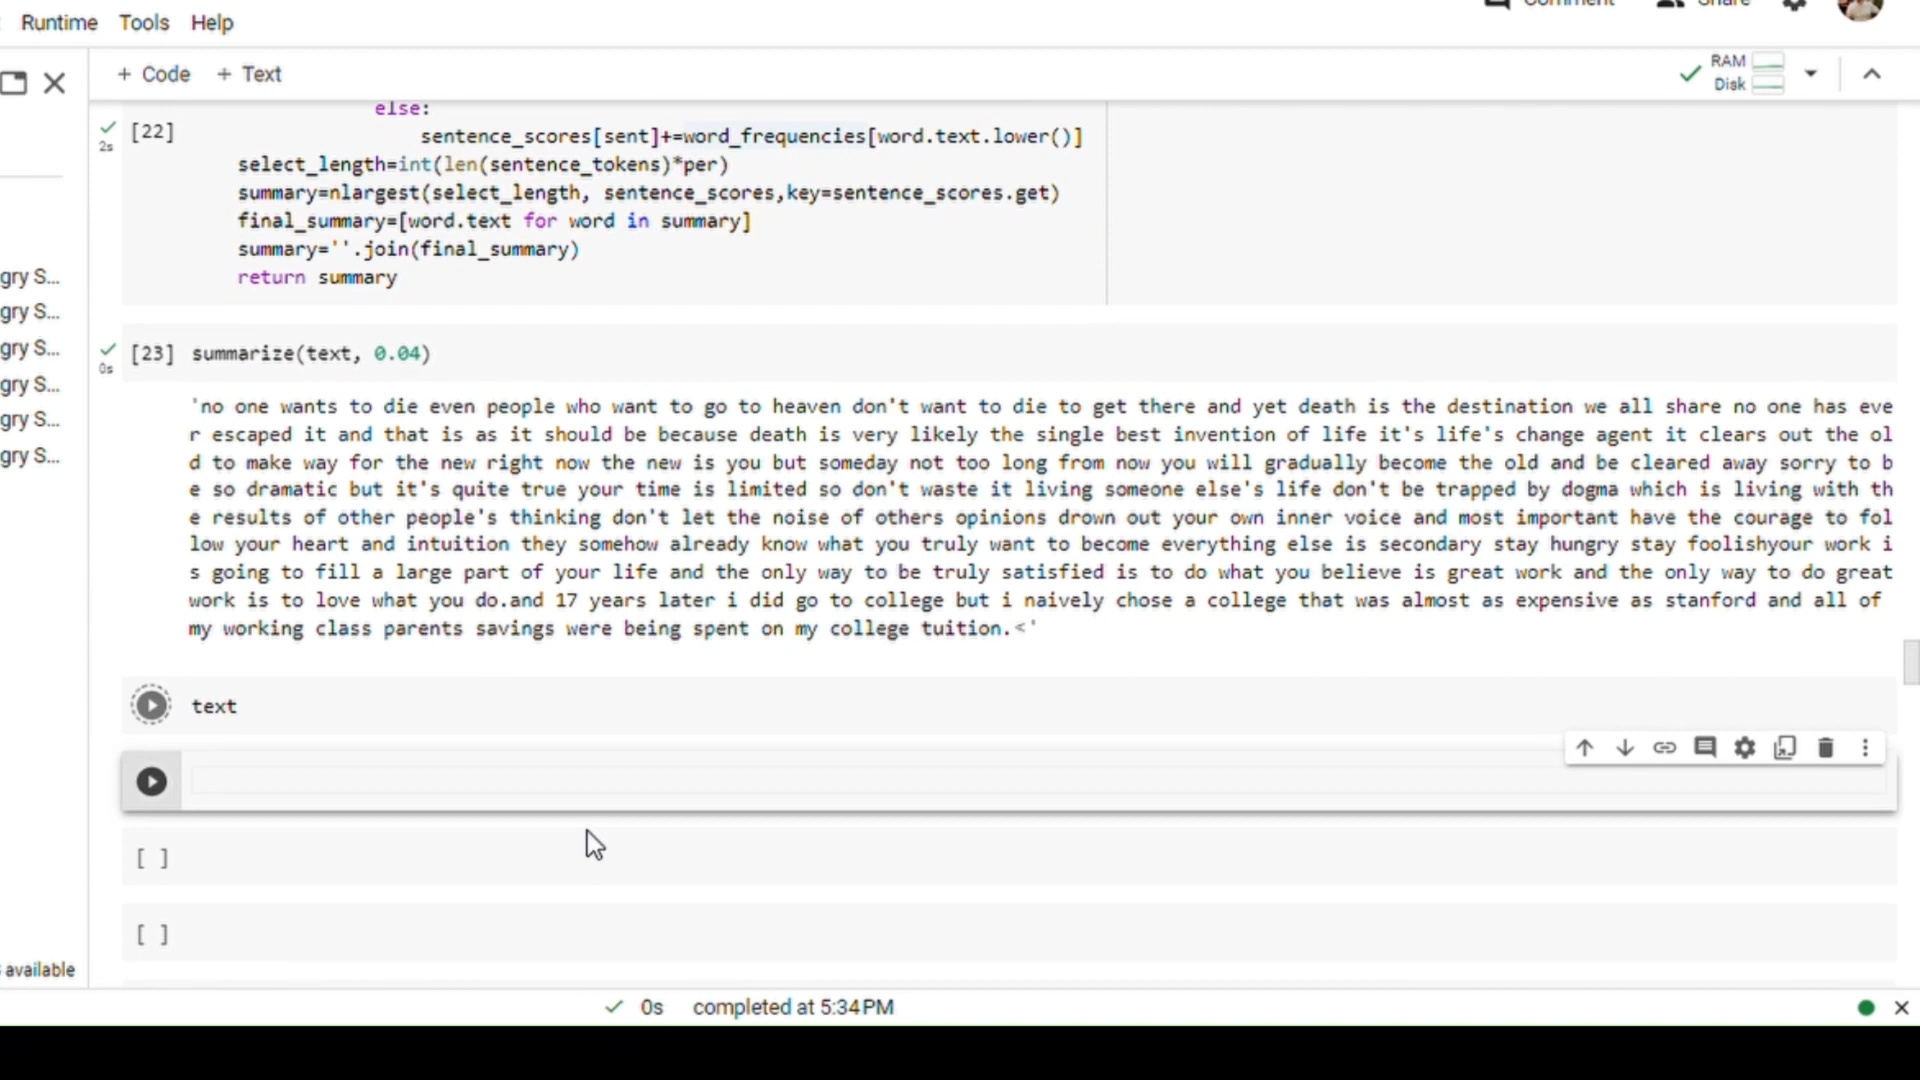 Runtime Tools Help
Comment Share
+ Code + Text
RAM
Disk
else:
[22] sentence_scores[sent]+=word_frequencies[word.text.lower()]
2s
select_length=int(len(sentence_tokens)*per)
summary=nlargest(select_length, sentence_scores,key=sentence_scores.get)
final_summary=[word.text for word in summary]
summary=''.join(final_summary)
return summary
gry S...
gry S...
gry S...
gry S...
gry S...
gry S...
[23] summarize(text, 0.04)
0s
'no one wants to die even people who want to go to heaven don't want to die to get there and yet death is the destination we all share no one has eve
r escaped it and that is as it should be because death is very likely the single best invention of life it's life's change agent it clears out the ol
d to make way for the new right now the new is you but someday not too long from now you will gradually become the old and be cleared away sorry to b
e so dramatic but it's quite true your time is limited so don't waste it living someone else's life don't be trapped by dogma which is living with th
e results of other people's thinking don't let the noise of others opinions drown out your own inner voice and most important have the courage to fol
low your heart and intuition they somehow already know what you truly want to become everything else is secondary stay hungry stay foolishyour work i
s going to fill a large part of your life and the only way to be truly satisfied is to do what you believe is great work and the only way to do great
work is to love what you do.and 17 years later i did go to college but i naively chose a college that was almost as expensive as stanford and all of
my working class parents savings were being spent on my college tuition.<'
text
[ ]
[ ]
available
0s completed at 5:34 PM